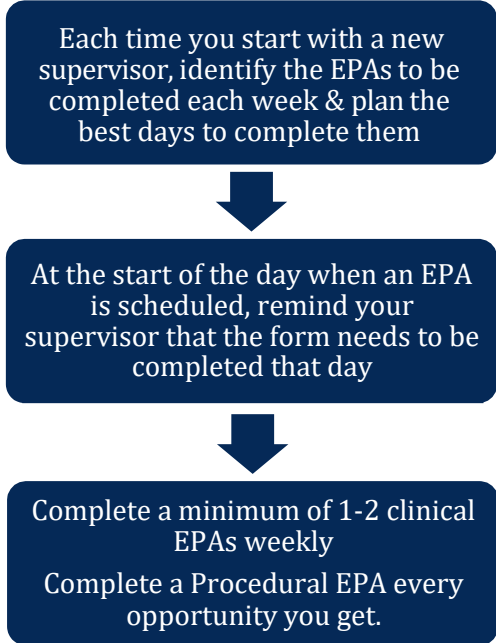 Each time you start with a new
supervisor, identify the EPAs to be
completed each week & plan the
best days to complete them
At the start of the day when an EPA
is scheduled, remind your
supervisor that the form needs to be
completed that day
Complete a minimum of 1-2 clinical
EPAs weekly
Complete a Procedural EPA every
opportunity you get.